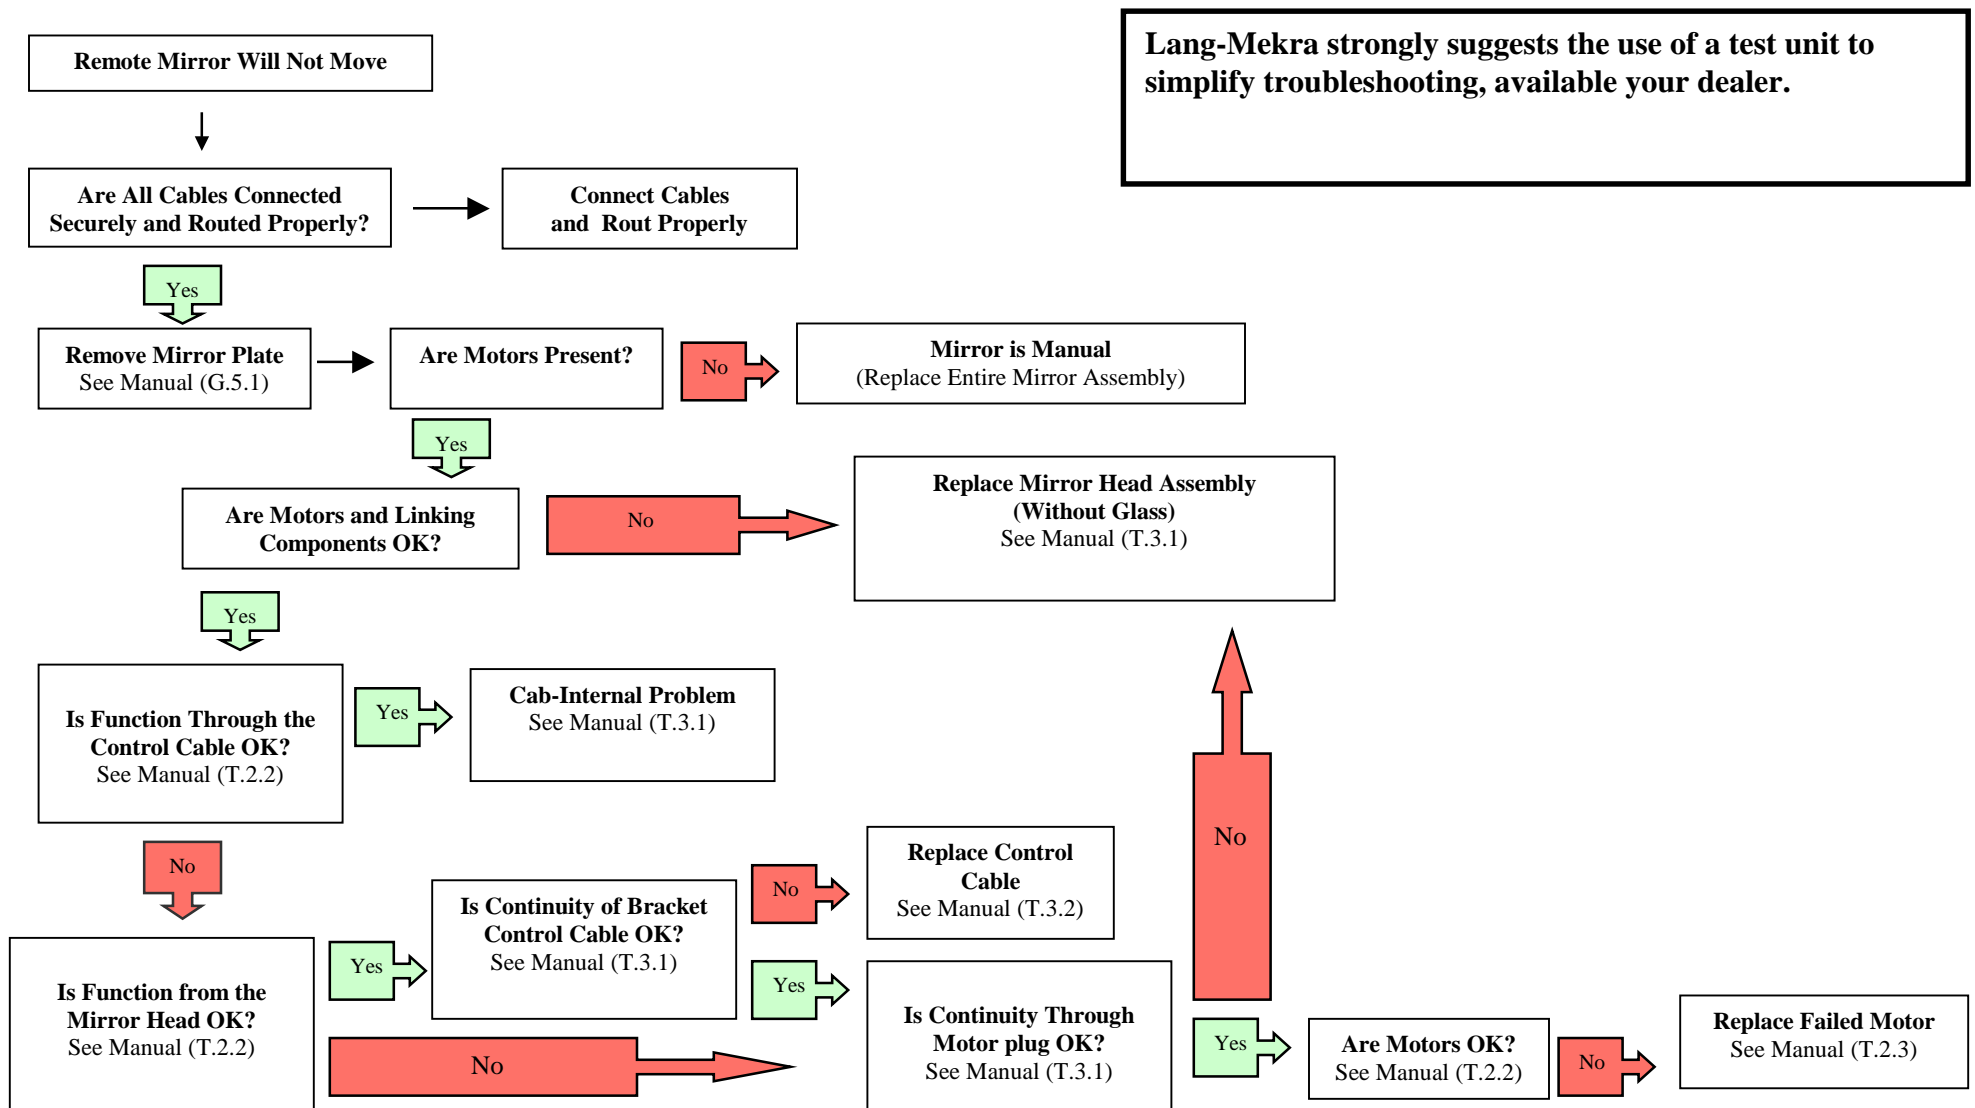 Lang-Mekra strongly suggests the use of a test unit to
simplify troubleshooting, available your dealer.
Remote Mirror Will Not Move
Are All Cables Connected
Securely and Routed Properly?
Connect Cables
and  Rout Properly
Yes
Remove Mirror Plate
See Manual (G.5.1)
Are Motors Present?
No
Mirror is Manual
(Replace Entire Mirror Assembly)
Yes
Are Motors and Linking
Components OK?
No
Replace Mirror Head Assembly
(Without Glass)
See Manual (T.3.1)
Yes
Is Function Through the
Control Cable OK?
See Manual (T.2.2)
Yes
Cab-Internal Problem
See Manual (T.3.1)
No
Is Function from the
Mirror Head OK?
See Manual (T.2.2)
Yes
Is Continuity of Bracket
Control Cable OK?
See Manual (T.3.1)
No
Replace Control
Cable
See Manual (T.3.2)
Yes
No
Is Continuity Through
Motor plug OK?
See Manual (T.3.1)
No
Yes
Are Motors OK?
See Manual (T.2.2)
No
Replace Failed Motor
See Manual (T.2.3)